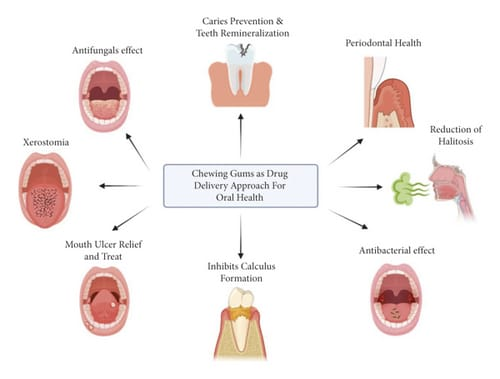 Caries Prevention &
Teeth Remineralization
Antifungals effect
Periodontal Health
Reduction of
Halitosis
Xerostomia
Chewing Gums as Drug
Delivery Approach For
Oral Health
Mouth Ulcer Relief
and Treat
Inhibits Calculus
Formation
Antibacterial effect